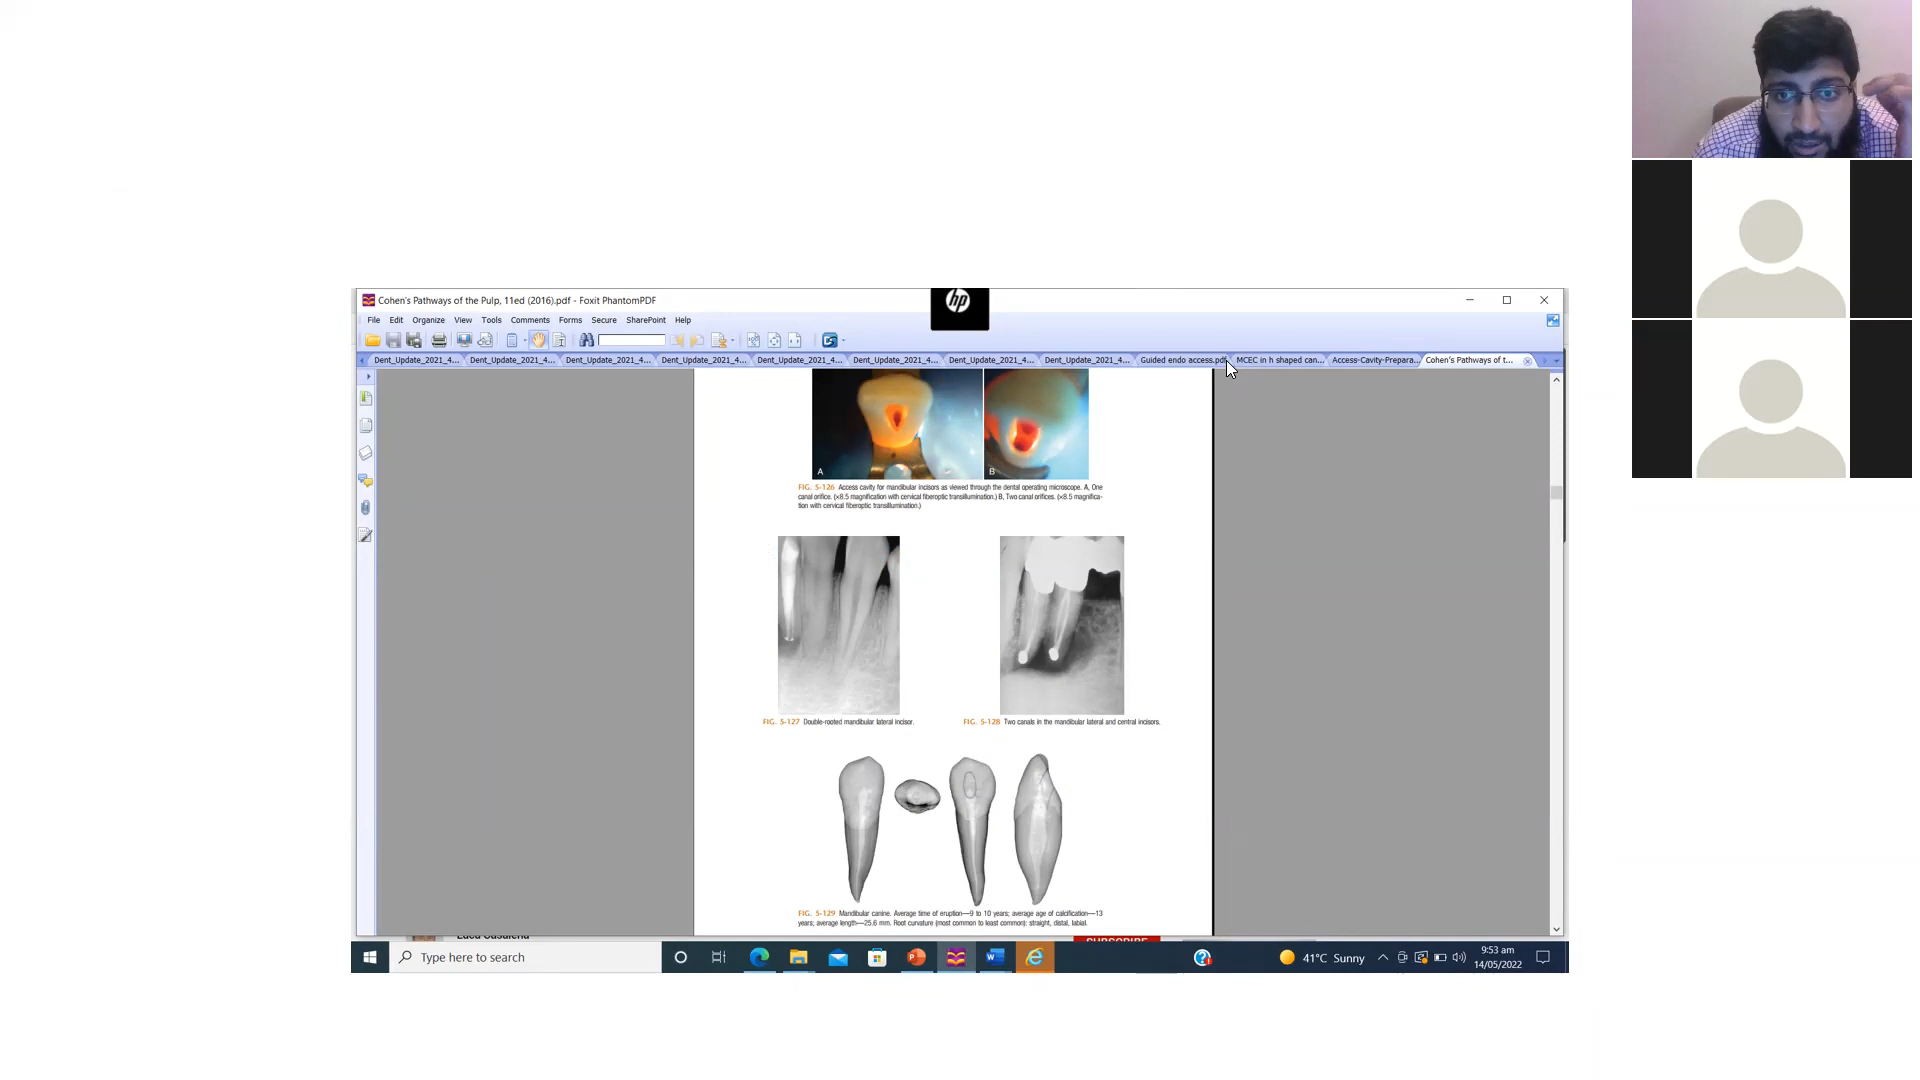 Cohen's Pathways of the Pulp, 11ed (2016).pdf - Foxit PhantomPDF
hp
File Edit Organize View Tools Comments Forms Secure SharePoint Help
Dent_Update_2021_4... Dent_Update_2021_4... Dent_Update_2021_4... Dent_Update_2021_4... Dent_Update_2021_4... Dent_Update_2021_4... Dent_Update_2021_4... Dent_Update_2021_4... Guided endo access.pdf MCEC in h shaped can... Access-Cavity-Prepara... Cohen's Pathways of t...
A B
FIG. 5-126 Access cavity for mandibular incisors as viewed through the dental operating microscope. A, One
canal orifice. (×8.5 magnification with cervical fiberoptic transillumination.) B, Two canal orifices. (×8.5 magnifica-
tion with cervical fiberoptic transillumination.)
FIG. 5-127 Double-rooted mandibular lateral incisor.
FIG. 5-128 Two canals in the mandibular lateral and central incisors.
FIG. 5-129 Mandibular canine. Average time of eruption—9 to 10 years; average age of calcification—13
years; average length—25.6 mm. Root curvature (most common to least common): straight, distal, labial.
Type here to search
41°C Sunny
9:53 am
14/05/2022